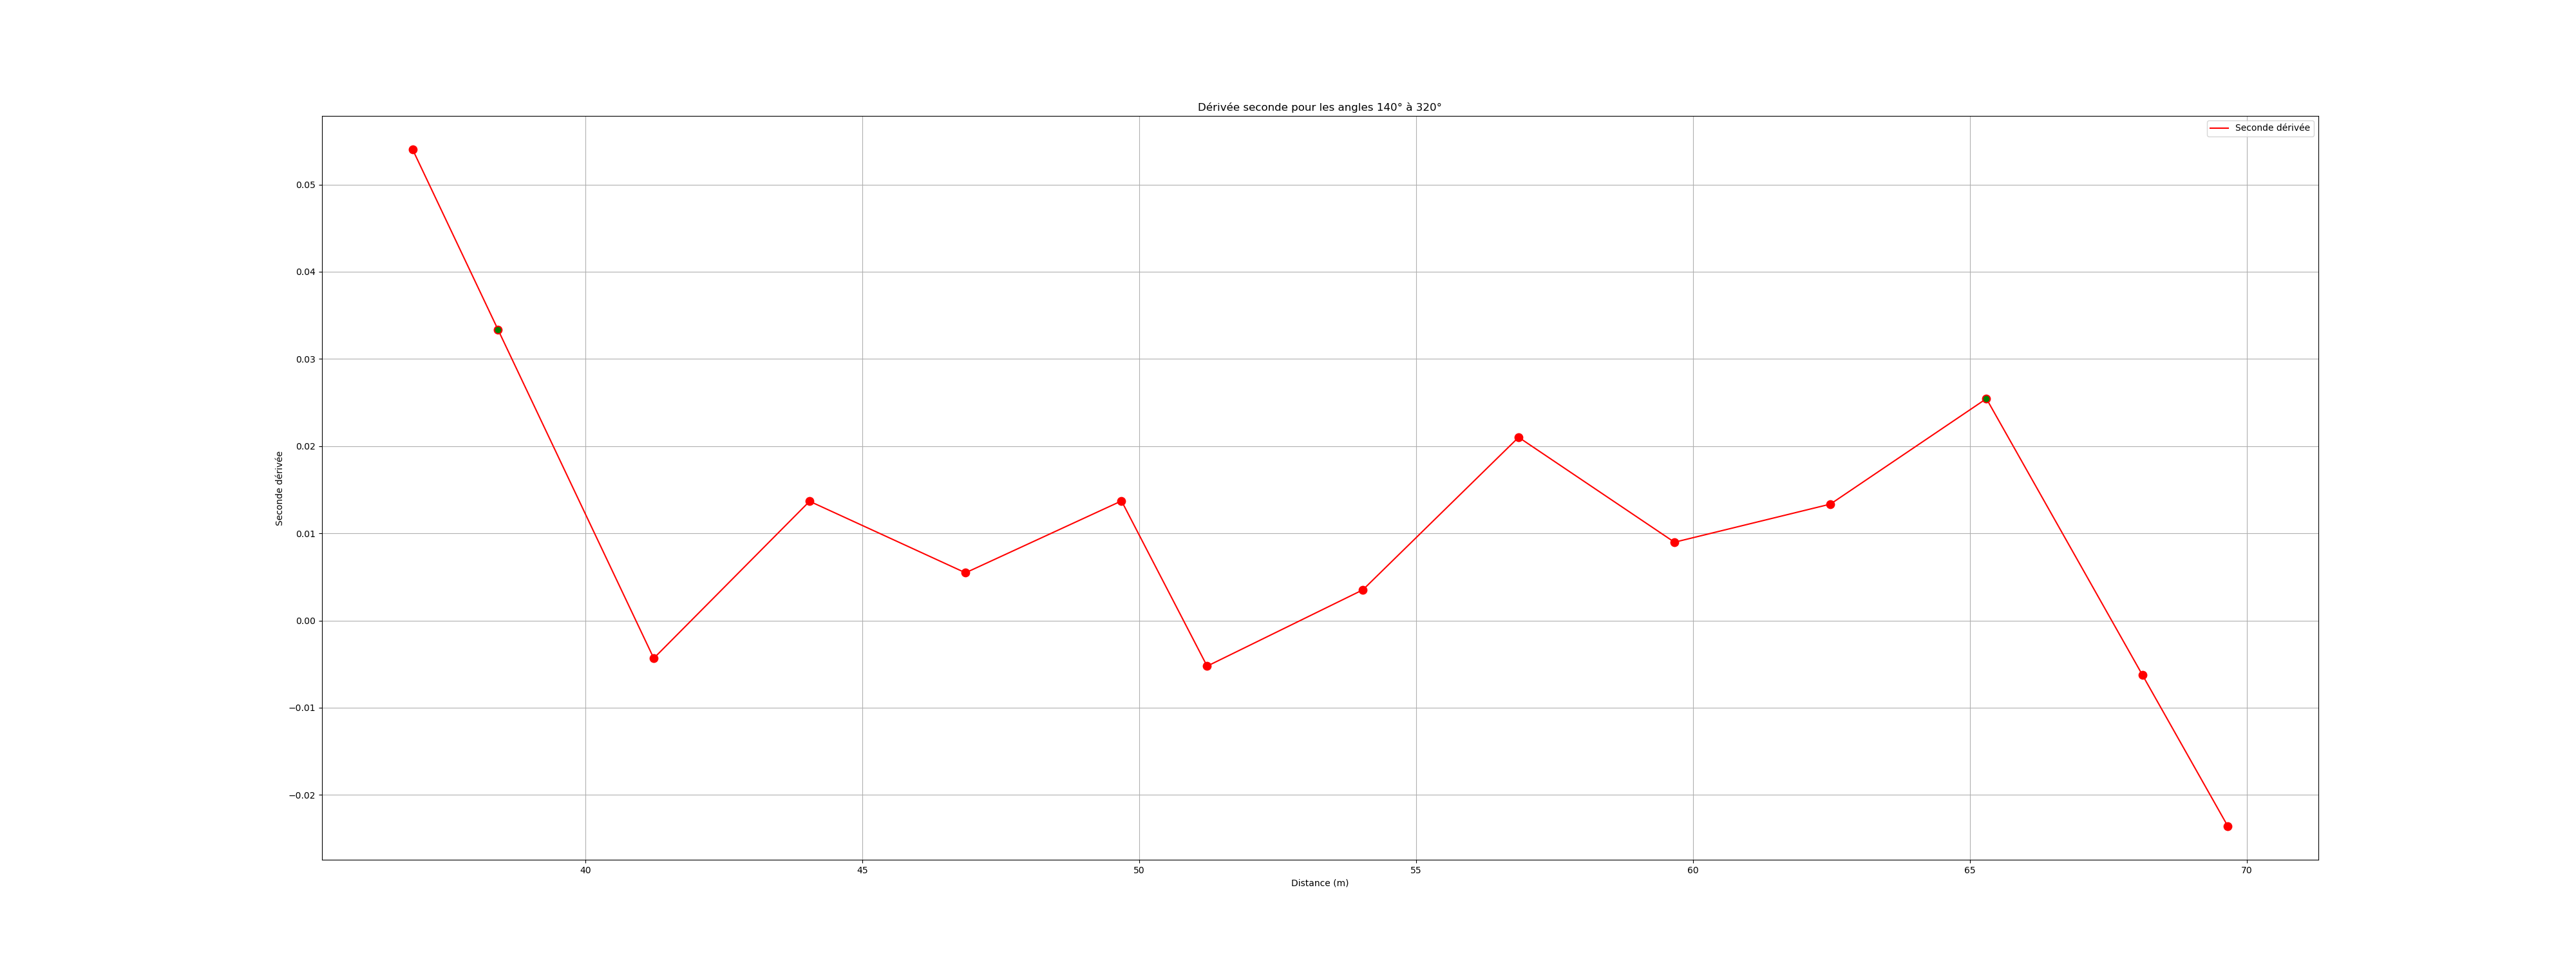 Dérivée seconde pour les angles 140° à 320°
Seconde dérivée
0.05
0.04
0.03
0.02
0.01
0.00
−0.01
−0.02
Seconde dérivée
40 45 50 55 60 65 70
Distance (m)